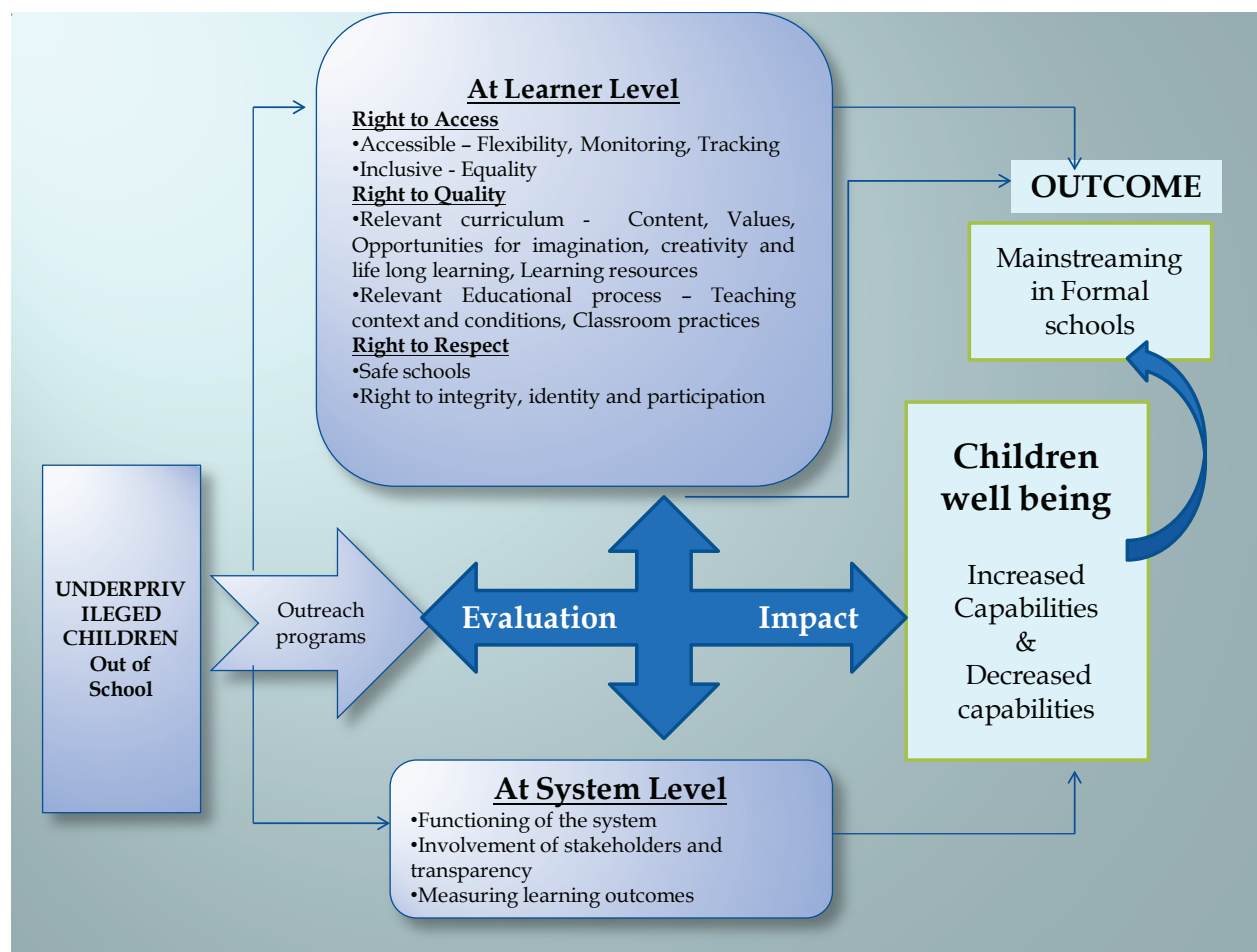 At Learner Level
Right to Access
•Accessible – Flexibility, Monitoring, Tracking
•Inclusive - Equality
Right to Quality
•Relevant curriculum - Content, Values,
Opportunities for imagination, creativity and
life long learning, Learning resources
•Relevant Educational process – Teaching
context and conditions, Classroom practices
Right to Respect
•Safe schools
•Right to integrity, identity and participation
OUTCOME
Mainstreaming
in Formal
schools
UNDERPRIV
ILEGED
CHILDREN
Out of
School
Outreach
programs
Evaluation
Impact
Children
well being
Increased
Capabilities
&
Decreased
capabilities
At System Level
•Functioning of the system
•Involvement of stakeholders and
transparency
•Measuring learning outcomes